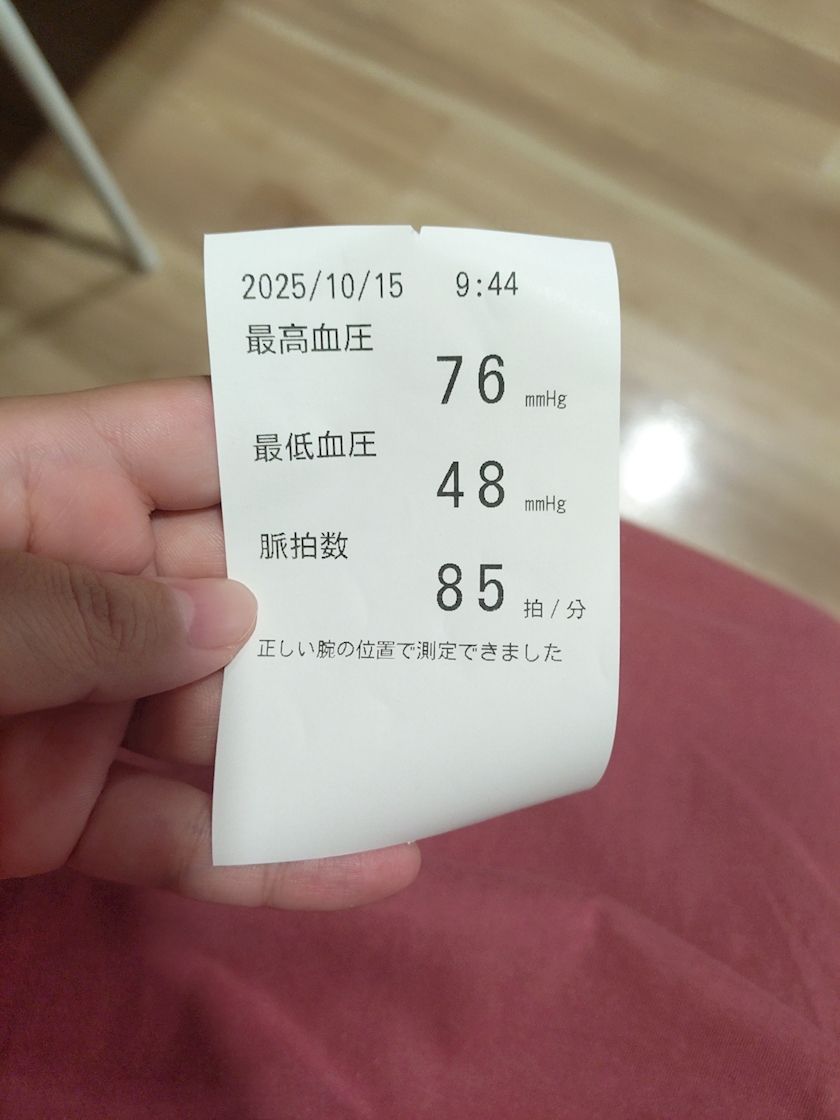 2025/10/15 9:44
最高血圧
76 mmHg
最低血圧
48 mmHg
脈拍数
85 拍/分
正しい腕の位置で測定できました